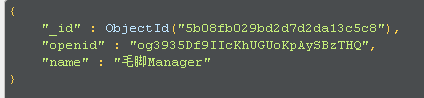 {
"_id" : ObjectId("5b08fb029bd2d7d2da13c5c8"),
"openid" : "og3935Df9IIcKhUGUoKpAySBzTHQ",
"name" : "毛脚Manager"
}